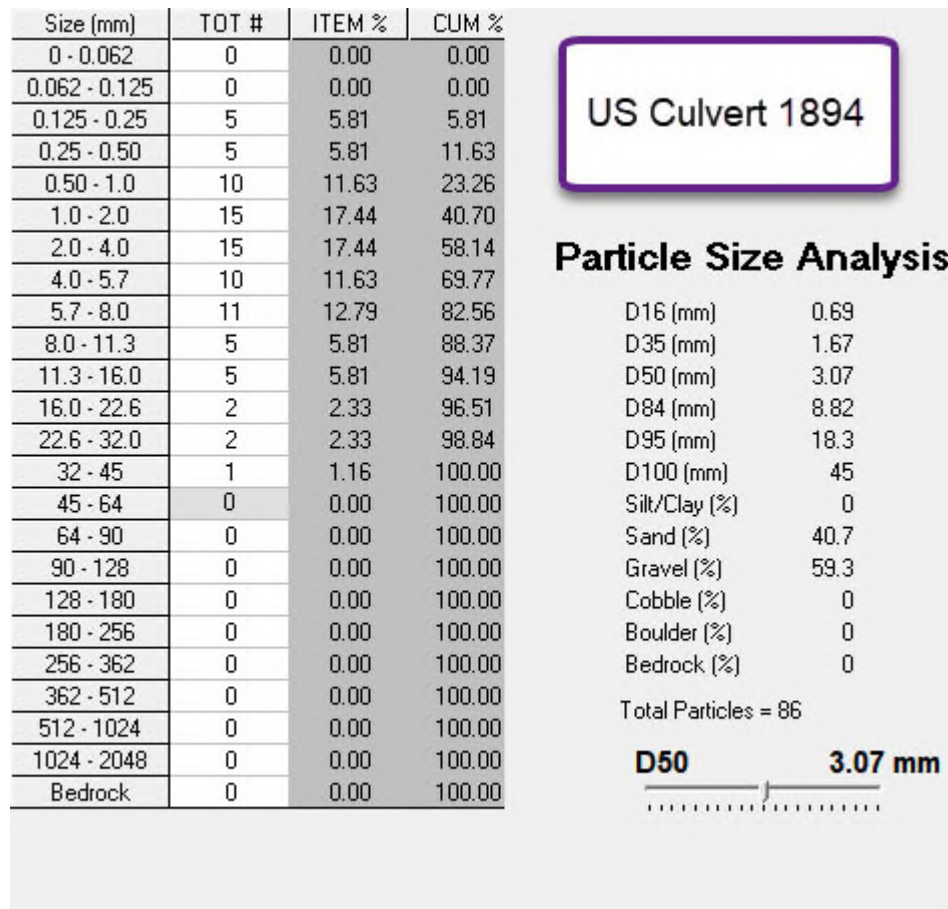 Size (mm) TOT # ITEM % CUM %
0 - 0.062 0 0.00 0.00
0.062 - 0.125 0 0.00 0.00
0.125 - 0.25 5 5.81 5.81
0.25 - 0.50 5 5.81 11.63
0.50 - 1.0 10 11.63 23.26
1.0 - 2.0 15 17.44 40.70
2.0 - 4.0 15 17.44 58.14
4.0 - 5.7 10 11.63 69.77
5.7 - 8.0 11 12.79 82.56
8.0 - 11.3 5 5.81 88.37
11.3 - 16.0 5 5.81 94.19
16.0 - 22.6 2 2.33 96.51
22.6 - 32.0 2 2.33 98.84
32 - 45 1 1.16 100.00
45 - 64 0 0.00 100.00
64 - 90 0 0.00 100.00
90 - 128 0 0.00 100.00
128 - 180 0 0.00 100.00
180 - 256 0 0.00 100.00
256 - 362 0 0.00 100.00
362 - 512 0 0.00 100.00
512 - 1024 0 0.00 100.00
1024 - 2048 0 0.00 100.00
Bedrock 0 0.00 100.00
US Culvert 1894
Particle Size Analysis
D16 (mm) 0.69
D35 (mm) 1.67
D50 (mm) 3.07
D84 (mm) 8.82
D95 (mm) 18.3
D100 (mm) 45
Silt/Clay (%) 0
Sand (%) 40.7
Gravel (%) 59.3
Cobble (%) 0
Boulder (%) 0
Bedrock (%) 0
Total Particles = 86
D50 3.07 mm